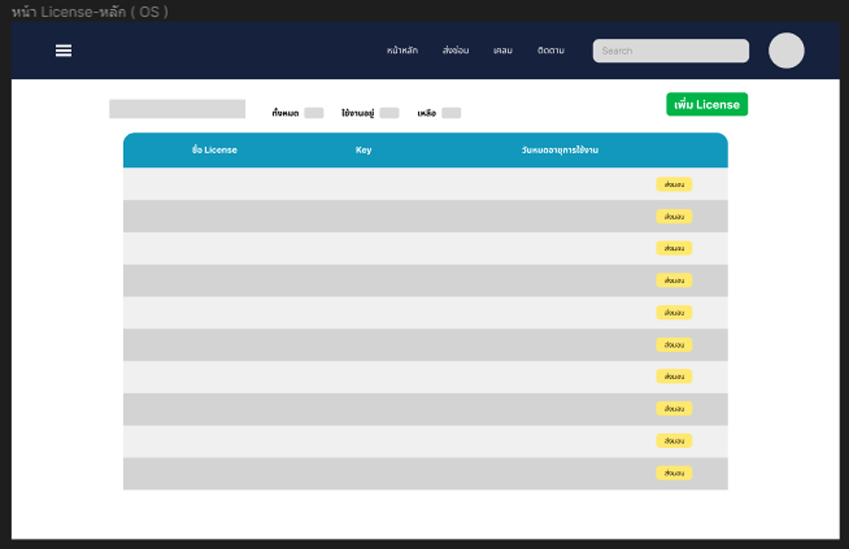 หน้า License-หลัก ( OS )
หน้าหลัก ส่งซ่อม เคลม ติดตาม Search
ทั้งหมด ใช้งานอยู่ เหลือ เพิ่ม License
ชื่อ License Key วันหมดอายุการใช้งาน
ส่งมอบ
ส่งมอบ
ส่งมอบ
ส่งมอบ
ส่งมอบ
ส่งมอบ
ส่งมอบ
ส่งมอบ
ส่งมอบ
ส่งมอบ